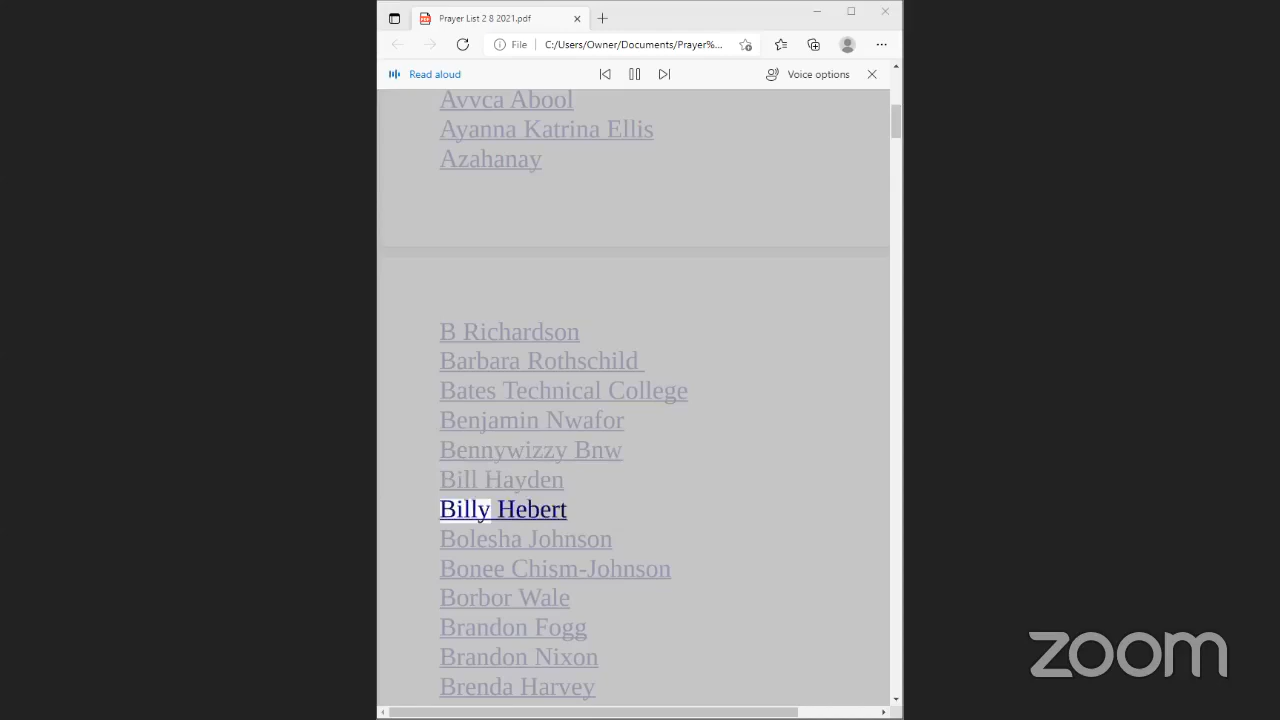 Prayer List 2 8 2021.pdf
File C:/Users/Owner/Documents/Prayer%...
Read aloud Voice options
Avvca Abool
Ayanna Katrina Ellis
Azahanay
B Richardson
Barbara Rothschild
Bates Technical College
Benjamin Nwafor
Bennywizzy Bnw
Bill Hayden
Billy Hebert
Bolesha Johnson
Bonee Chism-Johnson
Borbor Wale
Brandon Fogg
Brandon Nixon
Brenda Harvey
zoom